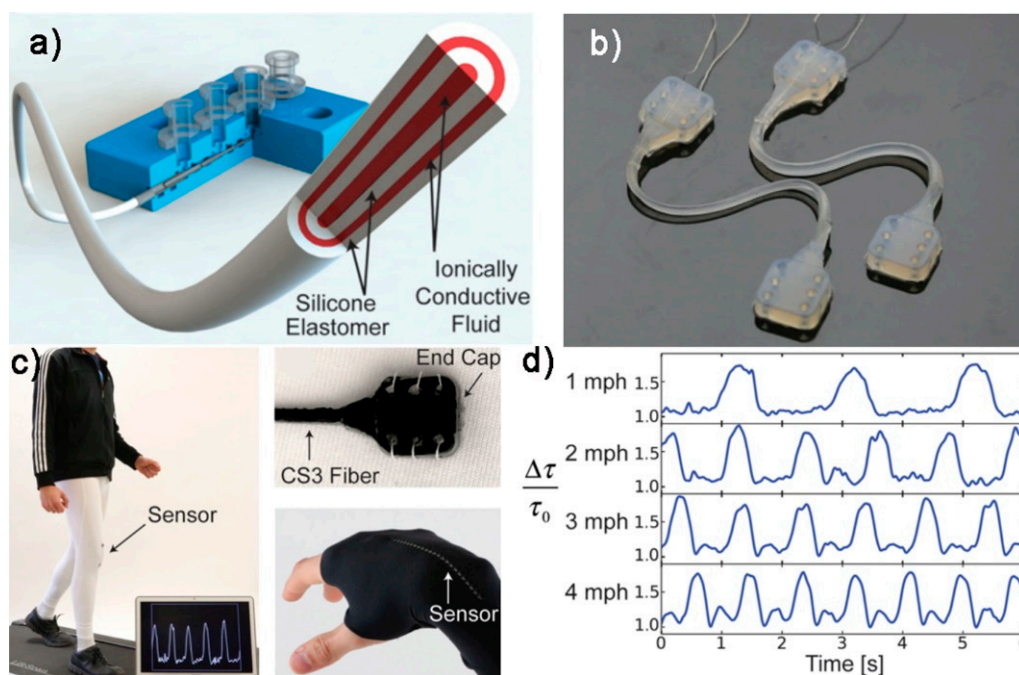 a)
Silicone
Elastomer
Ionically
Conductive
Fluid
b)
c)
Sensor
End Cap
CS3 Fiber
Sensor
d)
Δτ
τ0
1 mph
1.5
1.0
2 mph
1.5
1.0
3 mph
1.5
1.0
4 mph
1.5
1.0
0 1 2 3 4 5
Time [s]